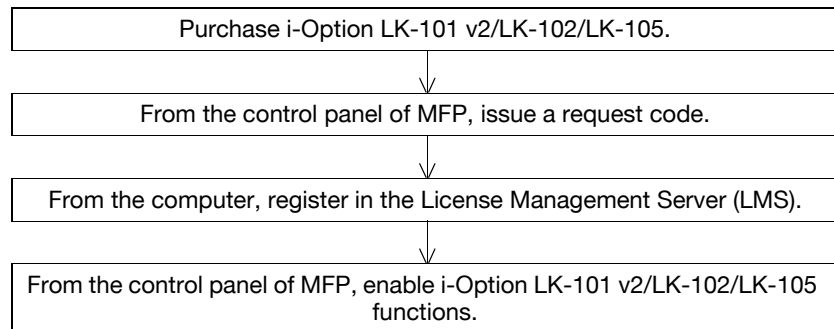 Purchase i-Option LK-101 v2/LK-102/LK-105.
From the control panel of MFP, issue a request code.
From the computer, register in the License Management Server (LMS).
From the control panel of MFP, enable i-Option LK-101 v2/LK-102/LK-105
functions.